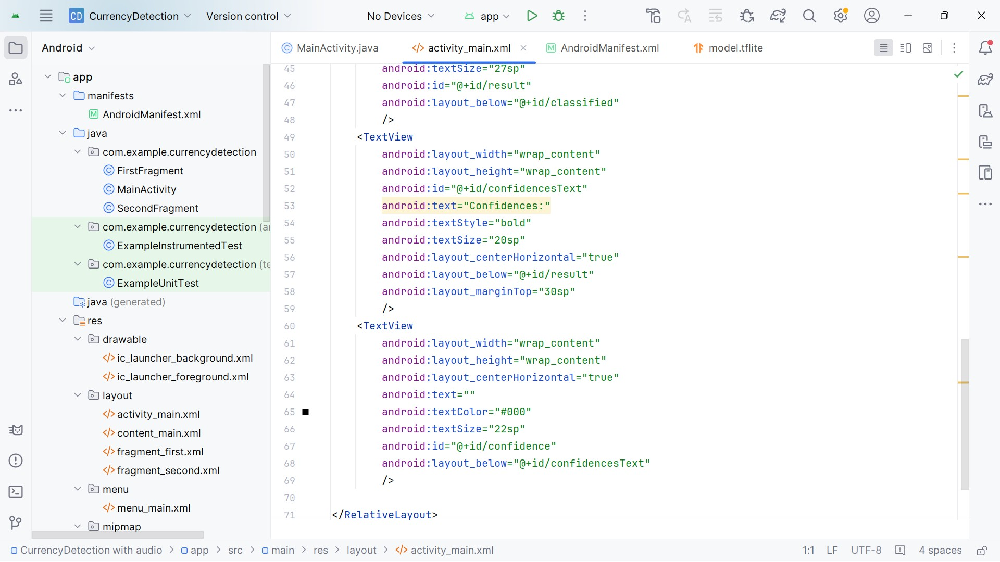 CD CurrencyDetection Version control No Devices app
Android
MainActivity.java activity_main.xml AndroidManifest.xml model.tflite
app
manifests
AndroidManifest.xml
java
com.example.currencydetection
FirstFragment
MainActivity
SecondFragment
com.example.currencydetection (ar
ExampleInstrumentedTest
com.example.currencydetection (te
ExampleUnitTest
java (generated)
res
drawable
ic_launcher_background.xml
ic_launcher_foreground.xml
layout
activity_main.xml
content_main.xml
fragment_first.xml
fragment_second.xml
menu
menu_main.xml
mipmap
45 android:textSize="27sp"
46 android:id="@+id/result"
47 android:layout_below="@+id/classified"
48 />
49 <TextView
50 android:layout_width="wrap_content"
51 android:layout_height="wrap_content"
52 android:id="@+id/confidencesText"
53 android:text="Confidences:"
54 android:textStyle="bold"
55 android:textSize="20sp"
56 android:layout_centerHorizontal="true"
57 android:layout_below="@+id/result"
58 android:layout_marginTop="30sp"
59 />
60 <TextView
61 android:layout_width="wrap_content"
62 android:layout_height="wrap_content"
63 android:layout_centerHorizontal="true"
64 android:text=""
65 android:textColor="#000"
66 android:textSize="22sp"
67 android:id="@+id/confidence"
68 android:layout_below="@+id/confidencesText"
69 />
70
71 </RelativeLayout>
CurrencyDetection with audio > app > src > main > res > layout > activity_main.xml 1:1 LF UTF-8 4 spaces